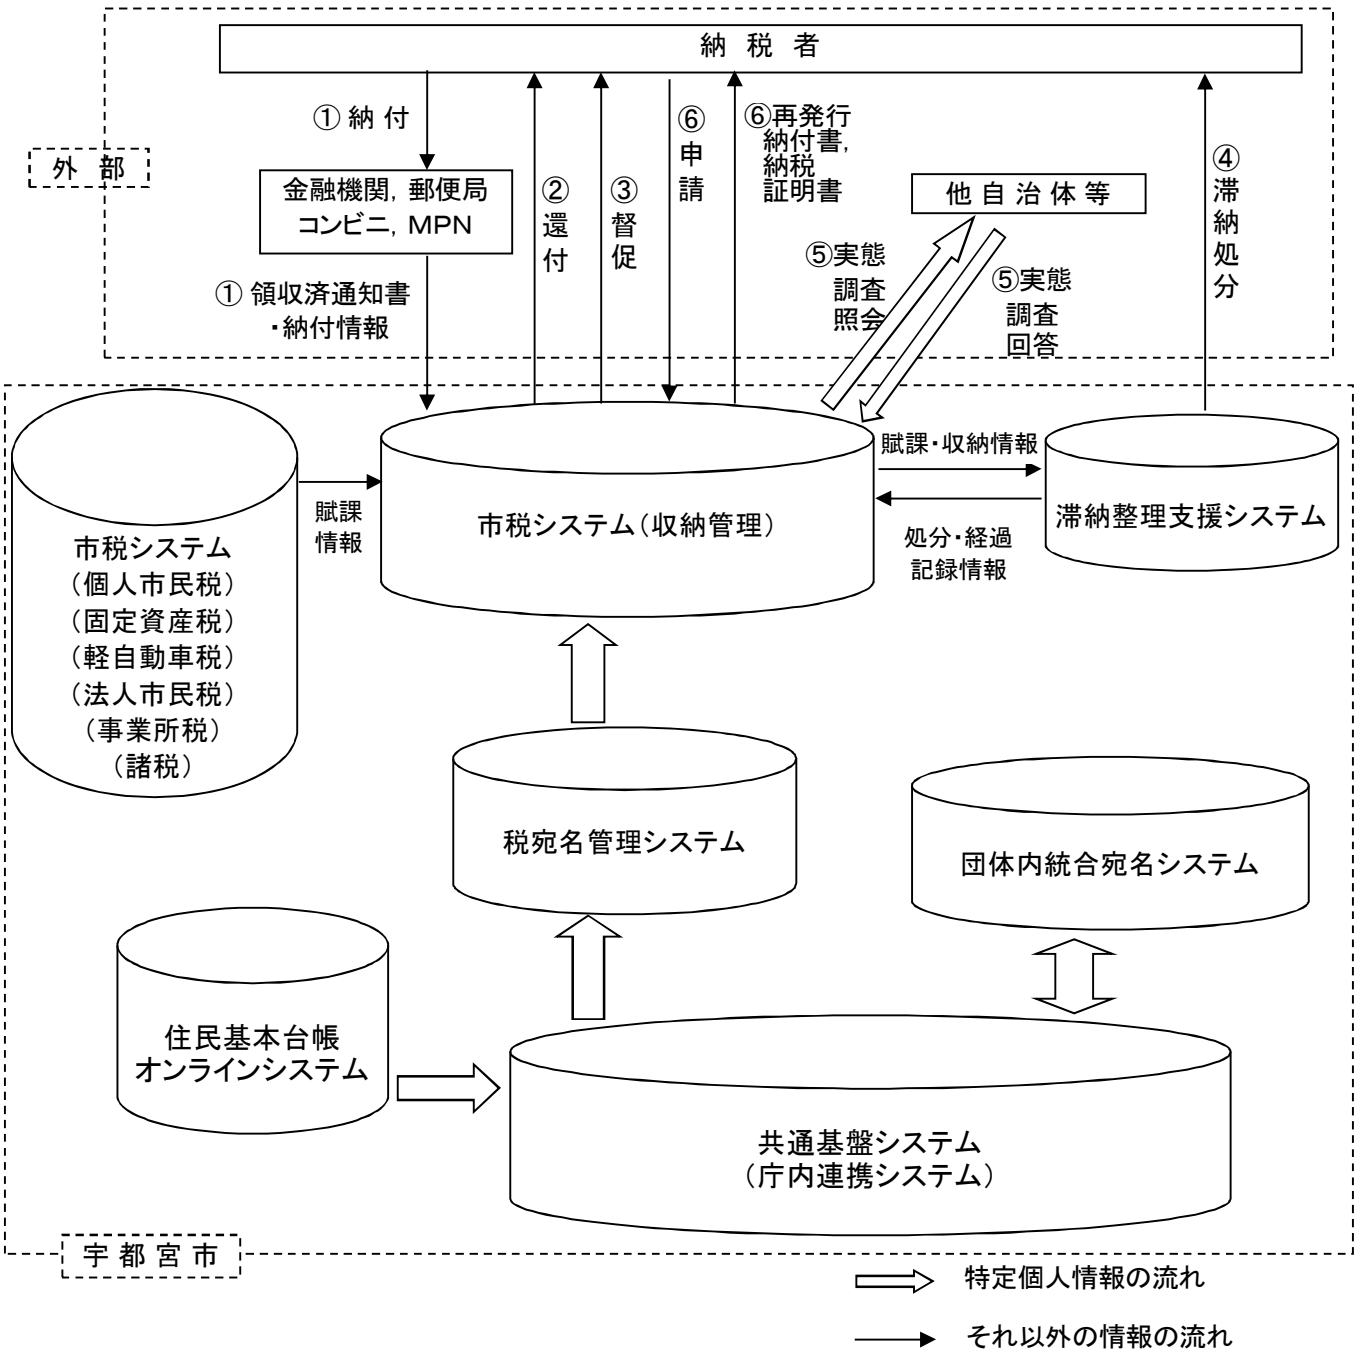 納 税 者
①納 付
外 部
金融機関, 郵便局
コンビニ, MPN
②
還
付
③
督
促
⑥
申
請
⑥再発行
納付書,
納税
証明書
他 自 治 体 等
④
滞
納
処
分
①領収済通知書
・納付情報
⑤実態
調査
照会
⑤実態
調査
回答
市税システム
（個人市民税）
（固定資産税）
（軽自動車税）
（法人市民税）
（事業所税）
（諸税）
賦課
情報
市税システム（収納管理）
賦課・収納情報
処分・経過
記録情報
滞納整理支援システム
税宛名管理システム
団体内統合宛名システム
住民基本台帳
オンラインシステム
共通基盤システム
（庁内連携システム）
宇 都 宮 市
特定個人情報の流れ
それ以外の情報の流れ